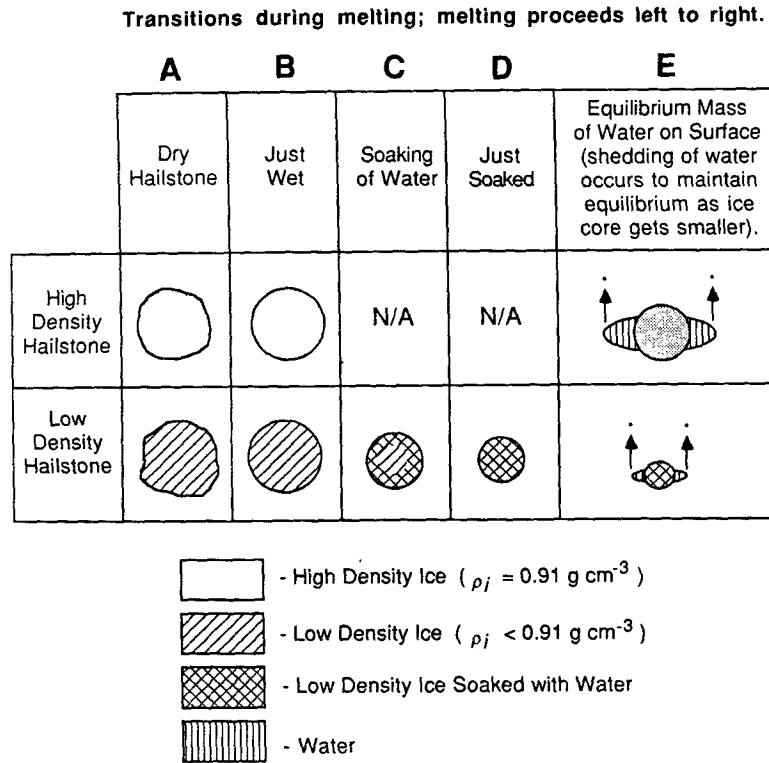 Transitions during melting; melting proceeds left to right.
A B C D E
Dry
Hailstone
Just
Wet
Soaking
of Water
Just
Soaked
Equilibrium Mass
of Water on Surface
(shedding of water
occurs to maintain
equilibrium as ice
core gets smaller).
High
Density
Hailstone
N/A
N/A
Low
Density
Hailstone
- High Density Ice ( ρi = 0.91 g cm-3 )
- Low Density Ice ( ρi < 0.91 g cm-3 )
- Low Density Ice Soaked with Water
- Water